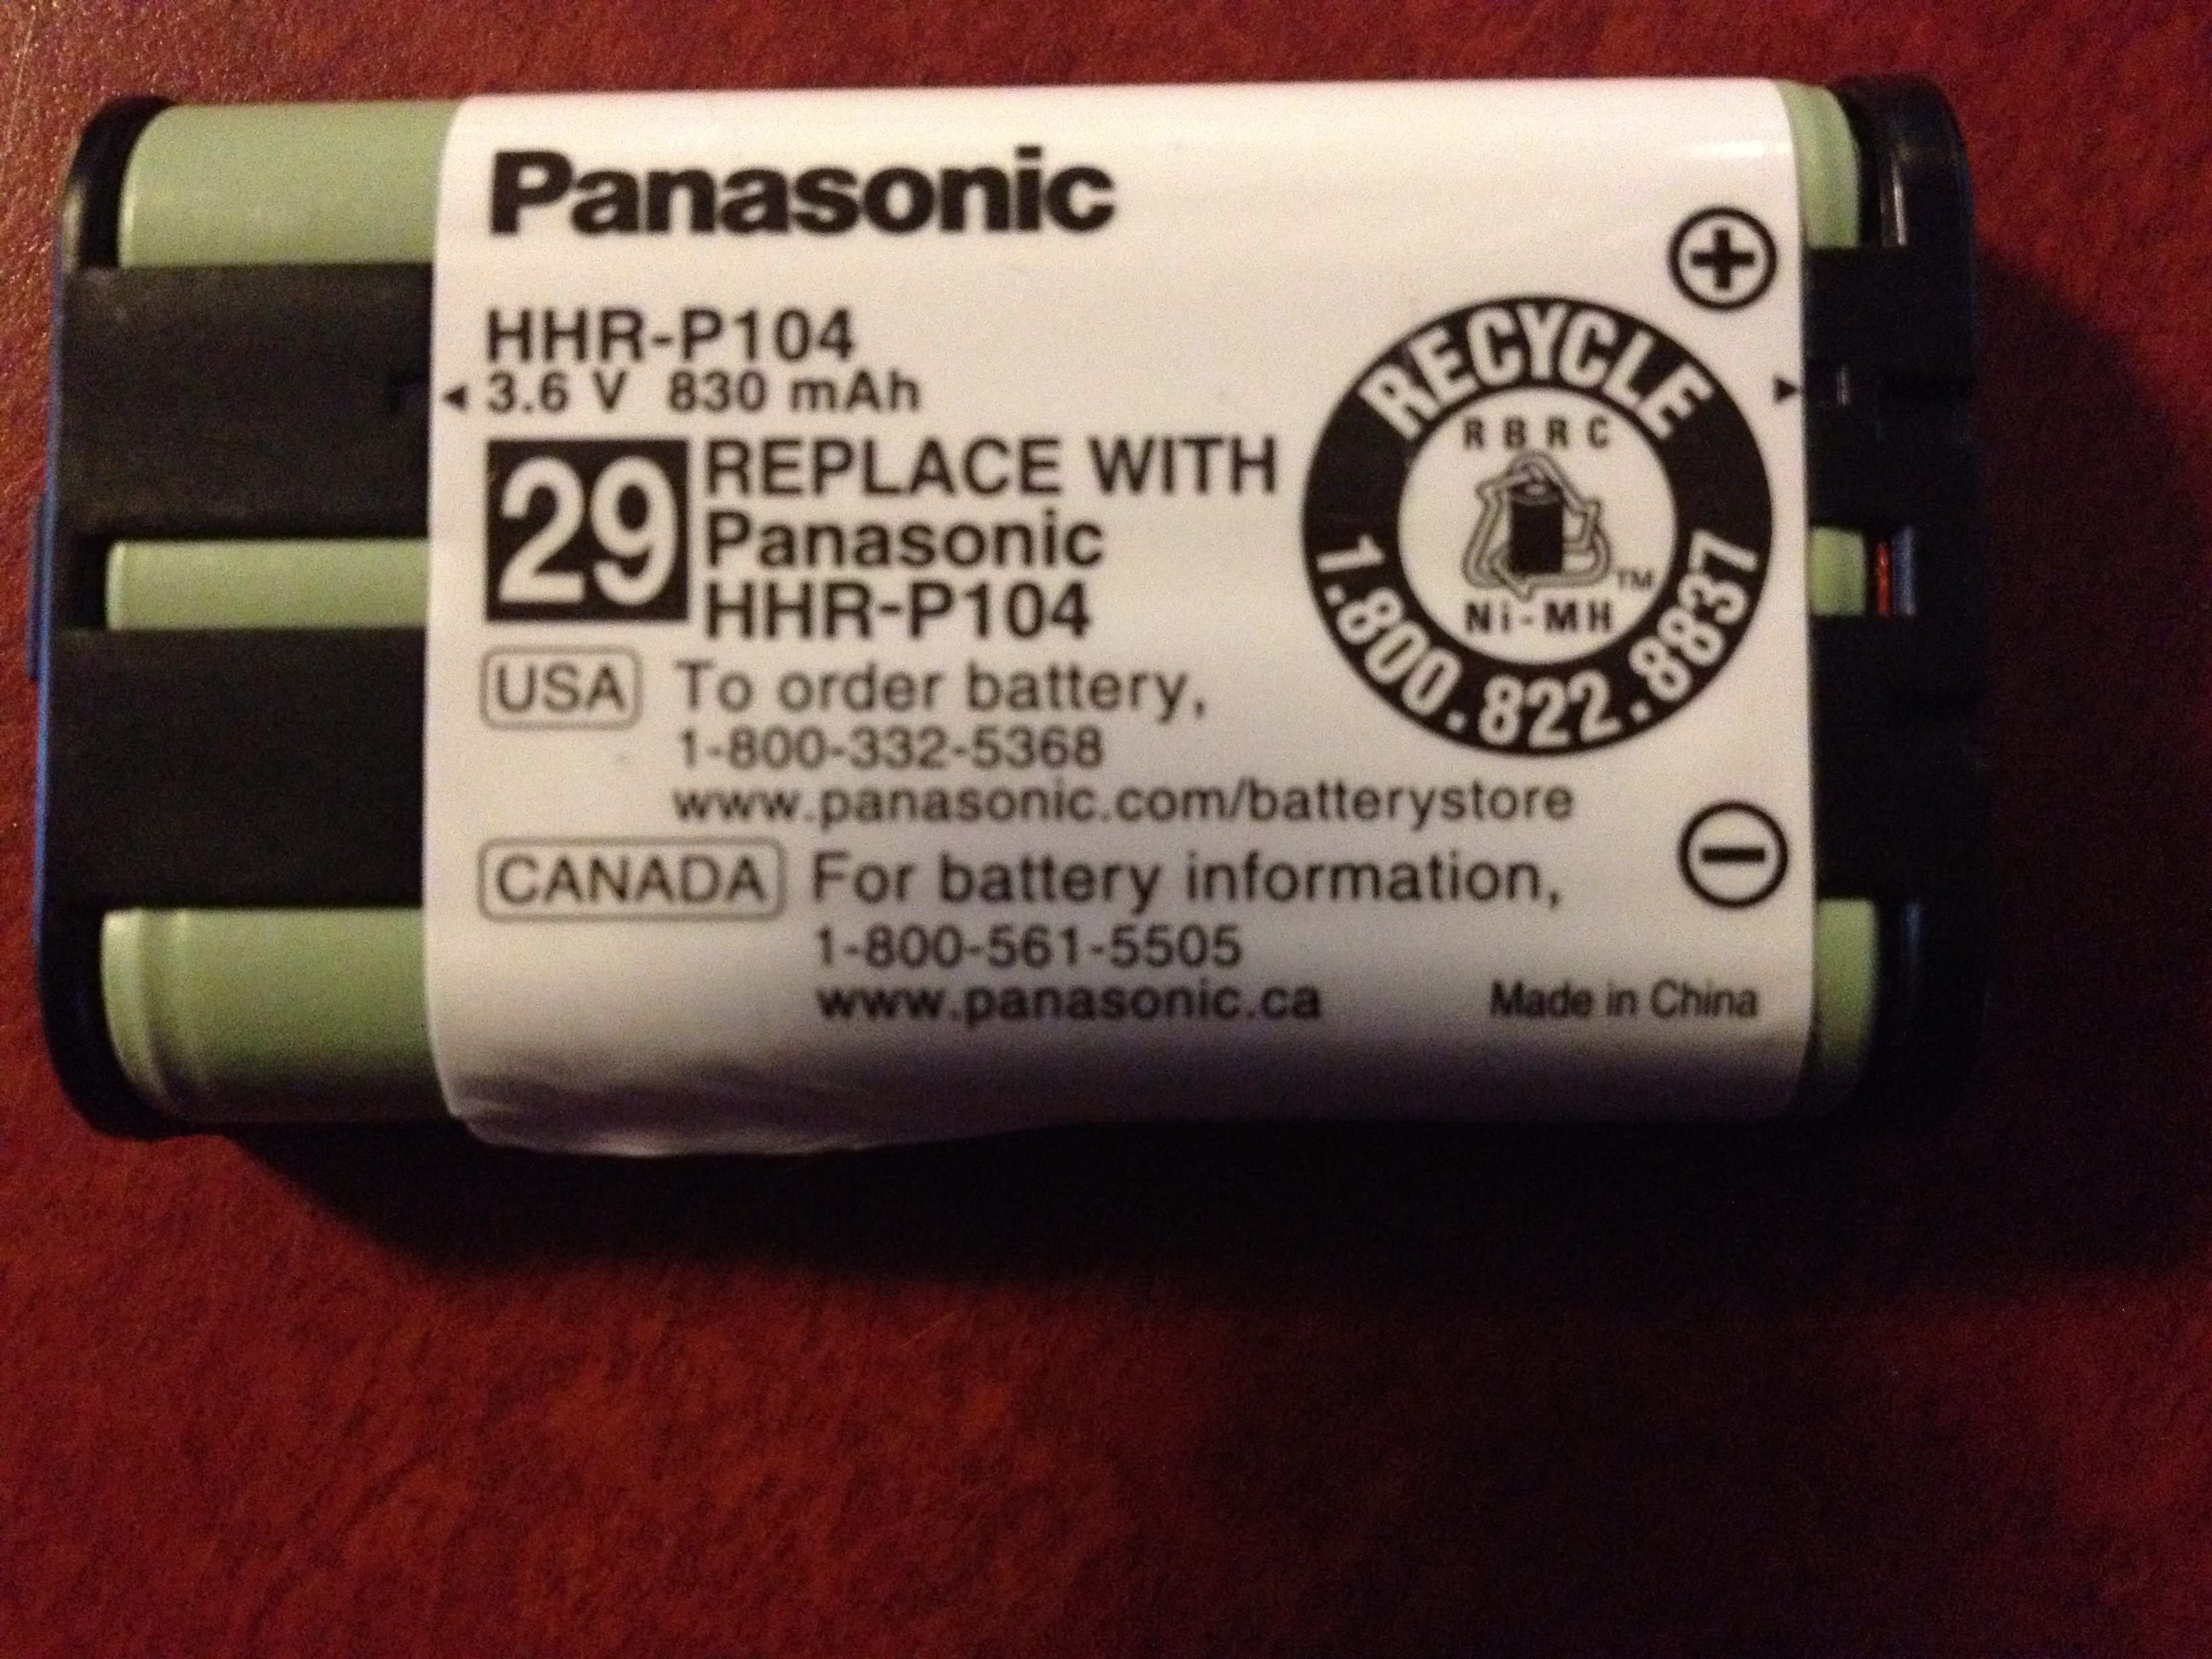 Panasonic
HHR-P104
3.6 V 830 mAh
29
REPLACE WITH
Panasonic
HHR-P104
USA To order battery,
1-800-332-5368
www.panasonic.com/batterystore
CANADA For battery information,
1-800-561-5505
www.panasonic.ca
Made in China
RECYCLE
RBRC
TM
Ni-MH
1.800.822.8837